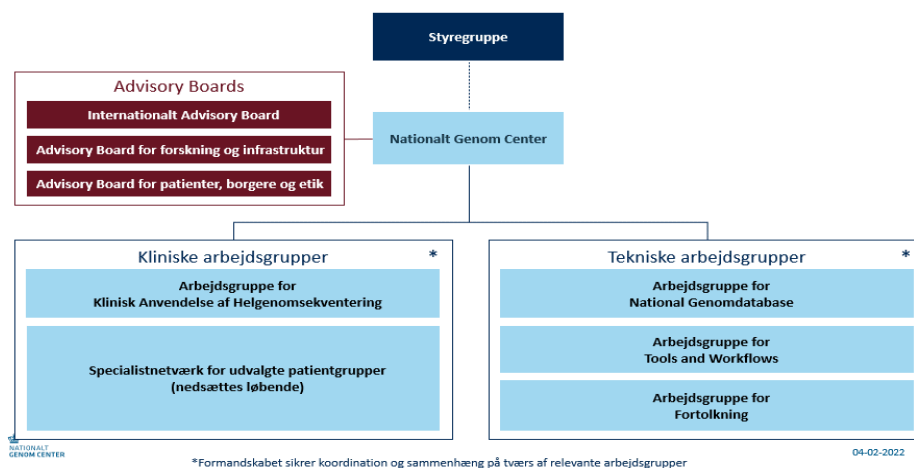 Styregruppe
Advisory Boards
Internationalt Advisory Board
Advisory Board for forskning og infrastruktur
Advisory Board for patienter, borgere og etik
Nationalt Genom Center
Kliniske arbejdsgrupper *
Arbejdsgruppe for
Klinisk Anvendelse af Helgenomsekventering
Specialistnetværk for udvalgte patientgrupper
(nedsættes løbende)
Tekniske arbejdsgrupper *
Arbejdsgruppe for
National Genomdatabase
Arbejdsgruppe for
Tools and Workflows
Arbejdsgruppe for
Fortolkning
NATIONALT
GENOM CENTER
*Formandskabet sikrer koordination og sammenhæng på tværs af relevante arbejdsgrupper
04-02-2022